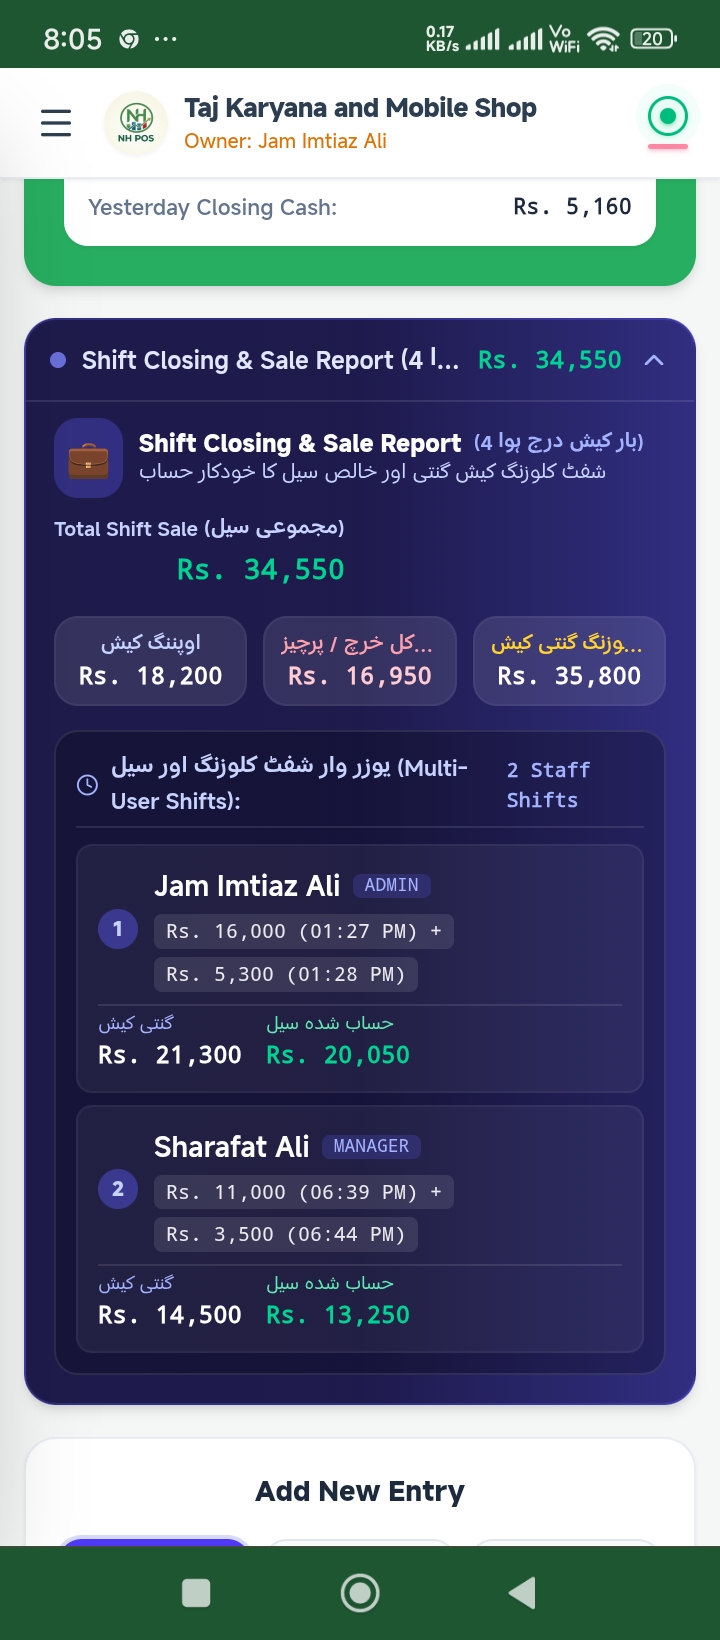 8:05 ... 0.17 KB/s Vo WiFi 20
Taj Karyana and Mobile Shop
NH POS
Owner: Jam Imtiaz Ali
Yesterday Closing Cash: Rs. 5,160
Shift Closing & Sale Report (4 ا... Rs. 34,550
Shift Closing & Sale Report (4 بار کیش درج ہوا)
شفٹ کلوزنگ کیش گنتی اور خالص سیل کا خودکار حساب
Total Shift Sale (مجموعی سیل)
Rs. 34,550
اوپننگ کیش
Rs. 18,200
کل خرچ / پرچیز...
Rs. 16,950
...وزنگ گنتی کیش
Rs. 35,800
یوزر وار شفٹ کلوزنگ اور سیل (Multi-
User Shifts):
2 Staff
Shifts
Jam Imtiaz Ali ADMIN
1
Rs. 16,000 (01:27 PM) +
Rs. 5,300 (01:28 PM)
گنتی کیش
Rs. 21,300
حساب شدہ سیل
Rs. 20,050
Sharafat Ali MANAGER
2
Rs. 11,000 (06:39 PM) +
Rs. 3,500 (06:44 PM)
گنتی کیش
Rs. 14,500
حساب شدہ سیل
Rs. 13,250
Add New Entry